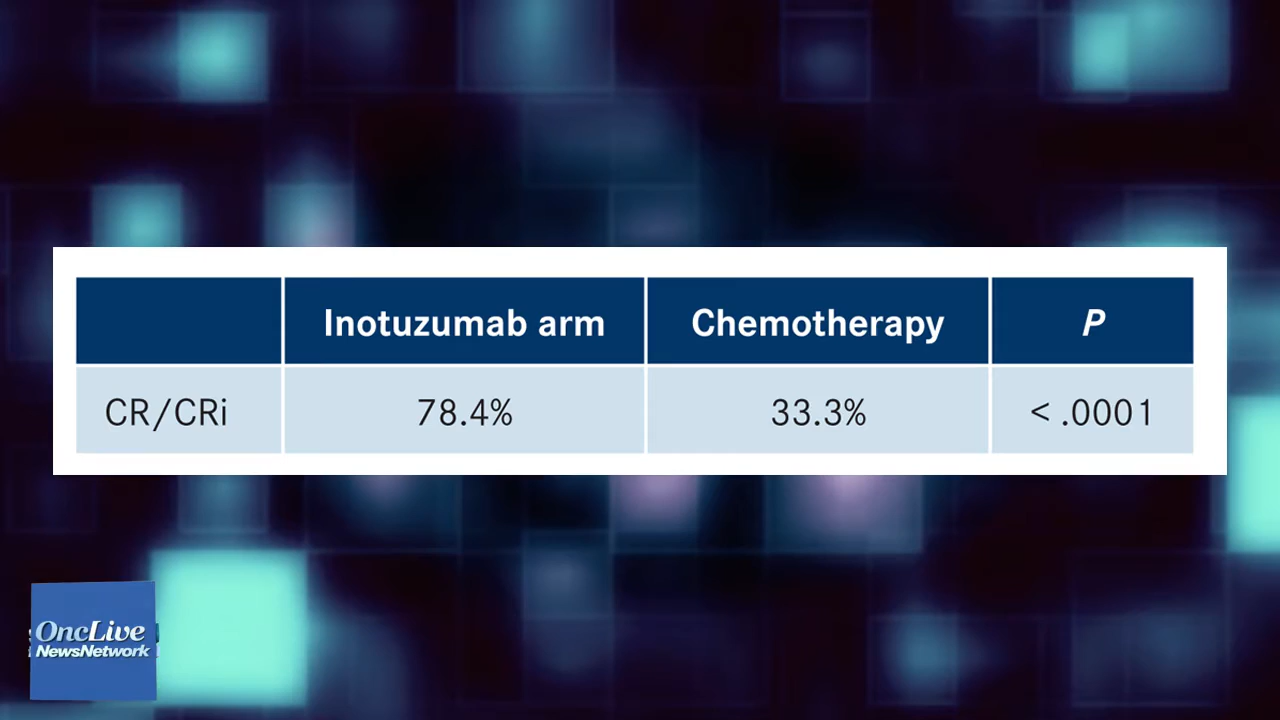 Inotuzumab arm Chemotherapy P
CR/CRi 78.4% 33.3% < .0001
OncLive
NewsNetwork